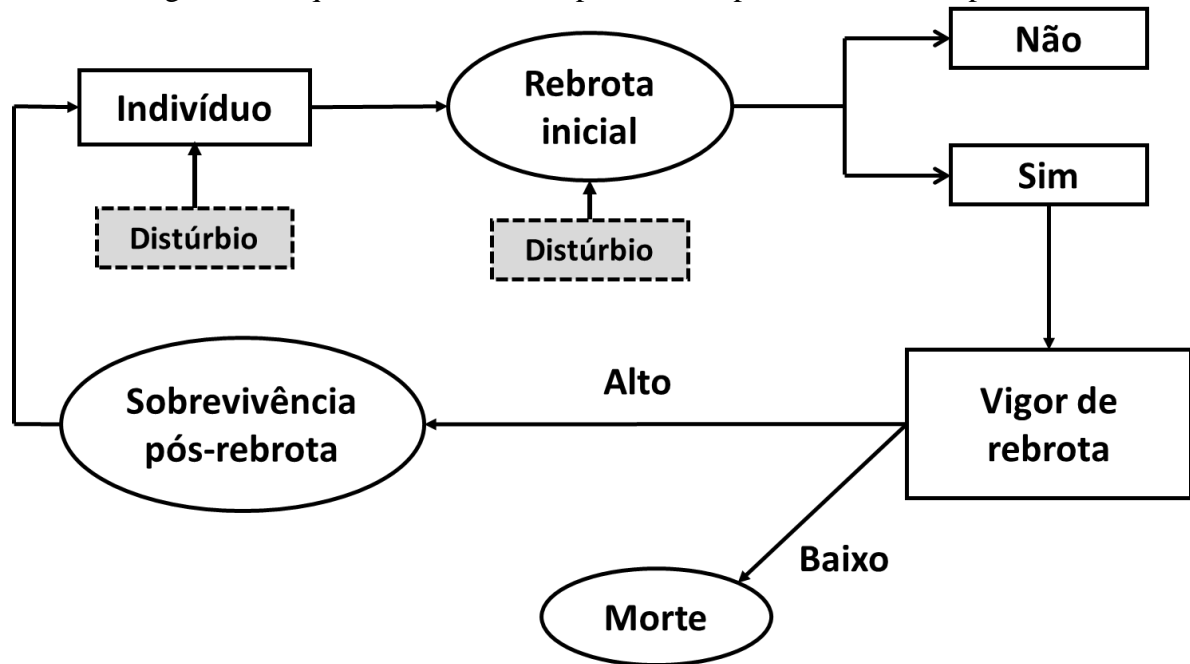 Não
Rebrota
inicial
Indivíduo
Sim
Distúrbio
Distúrbio
Alto
Sobrevivência
pós-rebrota
Vigor de
rebrota
Baixo
Morte